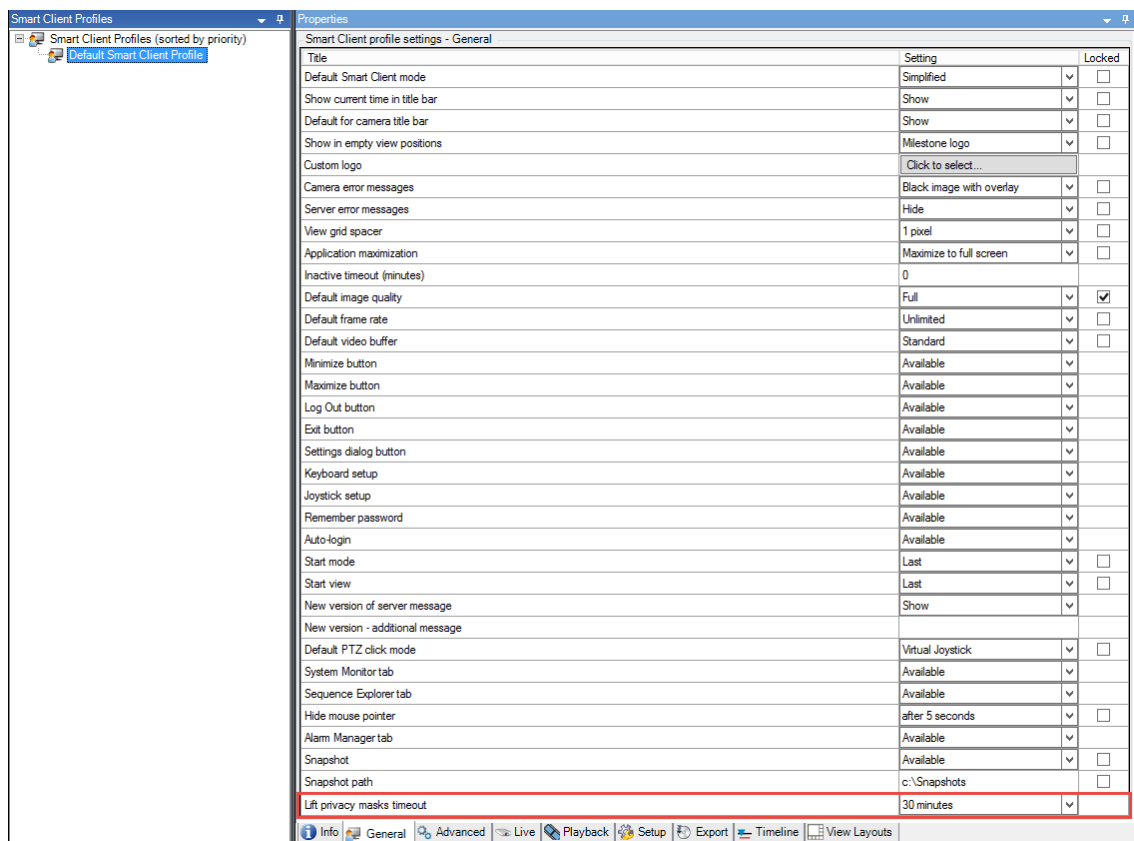 Smart Client Profiles
Smart Client Profiles (sorted by priority)
Default Smart Client Profile
Properties
Smart Client profile settings - General
Title Setting Locked
Default Smart Client mode Simplified
Show current time in title bar Show
Default for camera title bar Show
Show in empty view positions Milestone logo
Custom logo Click to select...
Camera error messages Black image with overlay
Server error messages Hide
View grid spacer 1 pixel
Application maximization Maximize to full screen
Inactive timeout (minutes) 0
Default image quality Full
Default frame rate Unlimited
Default video buffer Standard
Minimize button Available
Maximize button Available
Log Out button Available
Exit button Available
Settings dialog button Available
Keyboard setup Available
Joystick setup Available
Remember password Available
Auto-login Available
Start mode Last
Start view Last
New version of server message Show
New version - additional message
Default PTZ click mode Virtual Joystick
System Monitor tab Available
Sequence Explorer tab Available
Hide mouse pointer after 5 seconds
Alarm Manager tab Available
Snapshot Available
Snapshot path c:\Snapshots
Lift privacy masks timeout 30 minutes
Info General Advanced Live Playback Setup Export Timeline View Layouts